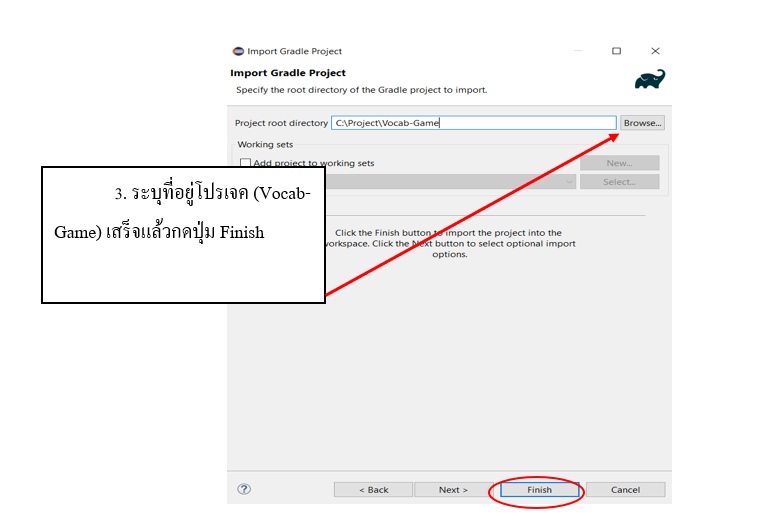 Import Gradle Project
Import Gradle Project
Specify the root directory of the Gradle project to import.
Project root directory C:\Project\Vocab-Game Browse...
Working sets
Add project to working sets New...
Select...
3. ระบุที่อยู่โปรเจค (Vocab-
Game) เสร็จแล้วกดปุ่ม Finish
Click the Finish button to import the project into the
workspace. Click the Next button to select optional import
options.
< Back Next > Finish Cancel